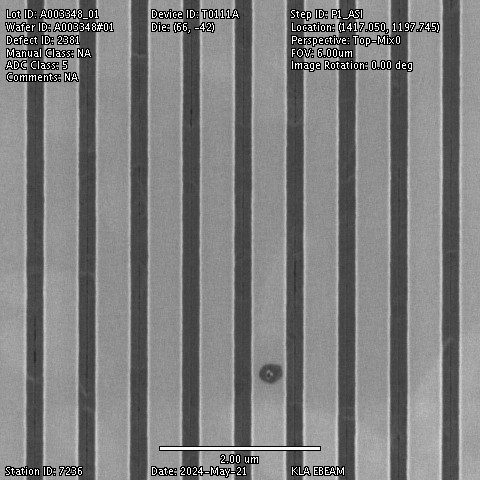 Lot ID: A003348_01
Wafer ID: A003348#01
Defect ID: 2381
Manual Class: NA
ADC Class: 5
Comments: NA
Device ID: T0111A
Die: (66, -42)
Step ID: P1_ASI
Location: (1417.050, 1197.745)
Perspective: Top-Mix0
FOV: 6.00um
Image Rotation: 0.00 deg
2.00 um
Station ID: 7236
Date: 2024-May-21
KLA EBEAM